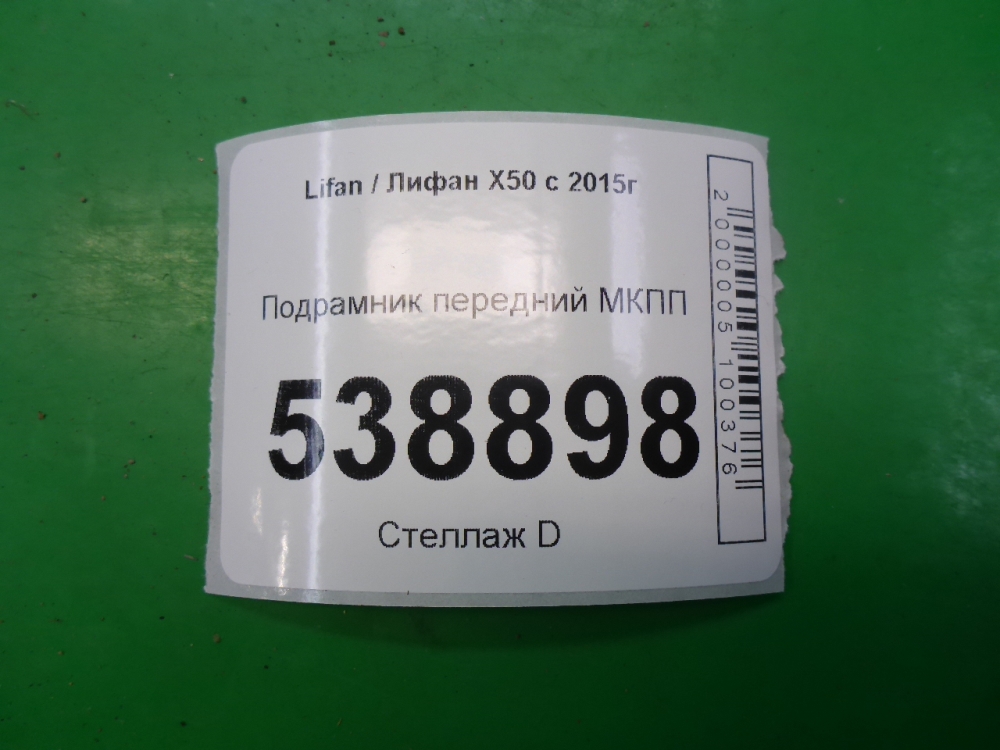 Lifan / Лифан X50 с 2015г
Подрамник передний МКПП
538898
Стеллаж D
2000005100376